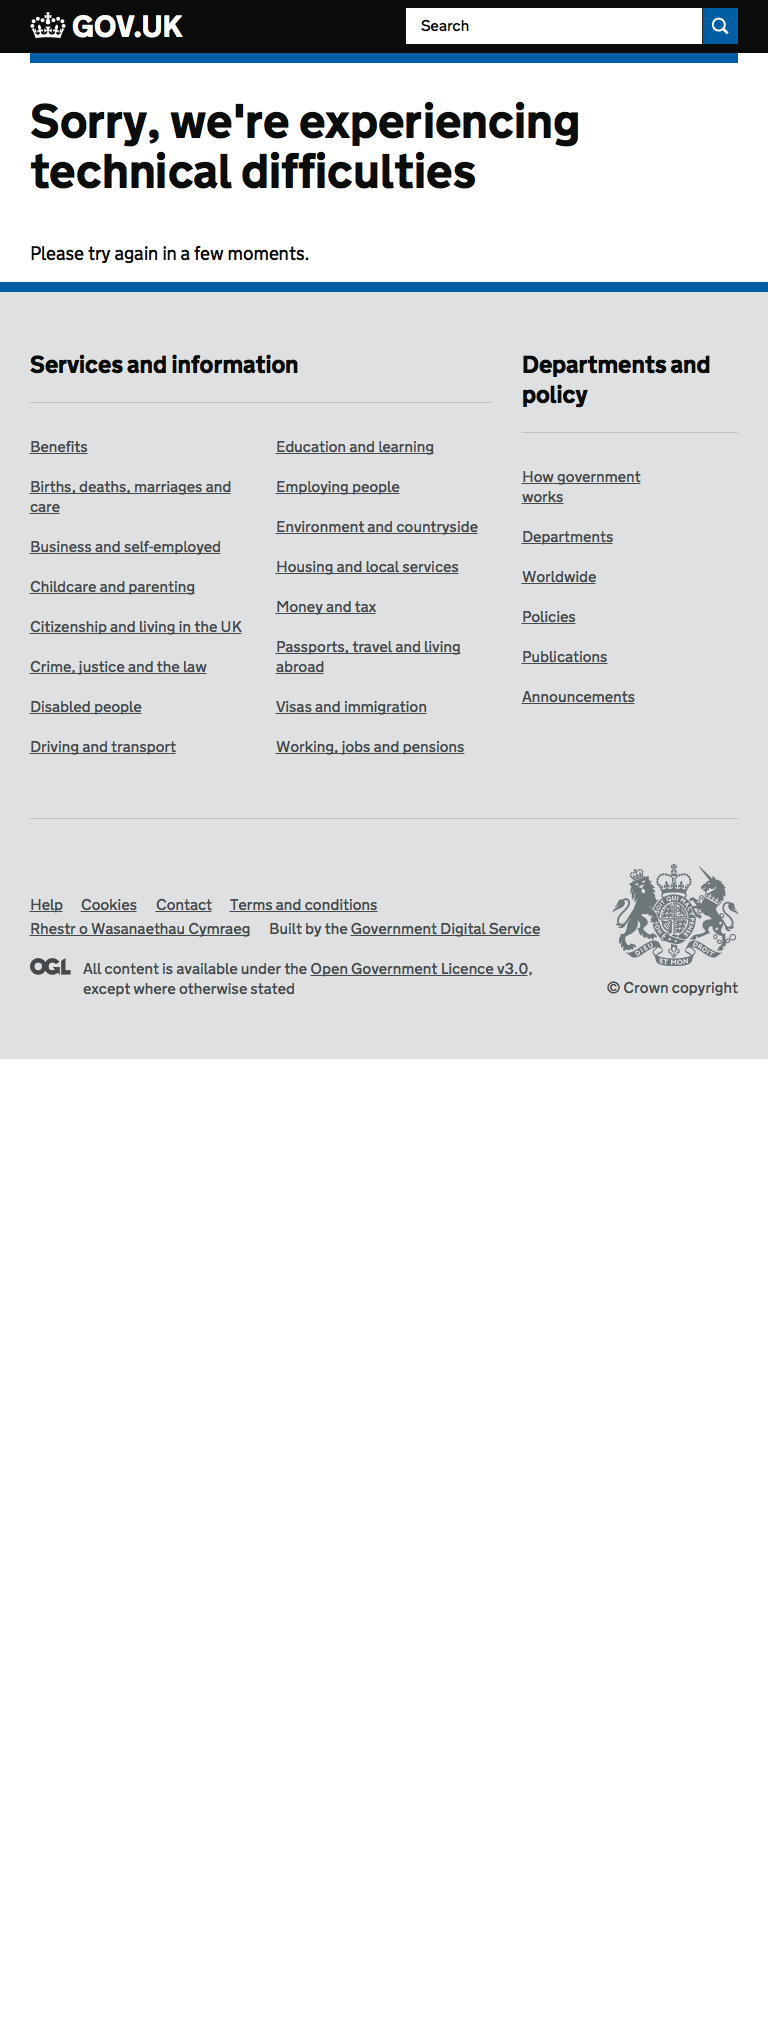 GOV.UK
Search
Sorry, we're experiencing
technical difficulties
Please try again in a few moments.
Services and information
Benefits
Births, deaths, marriages and
care
Business and self-employed
Childcare and parenting
Citizenship and living in the UK
Crime, justice and the law
Disabled people
Driving and transport
Education and learning
Employing people
Environment and countryside
Housing and local services
Money and tax
Passports, travel and living
abroad
Visas and immigration
Working, jobs and pensions
Departments and
policy
How government
works
Departments
Worldwide
Policies
Publications
Announcements
Help Cookies Contact Terms and conditions
Rhestr o Wasanaethau Cymraeg Built by the Government Digital Service
OGL All content is available under the Open Government Licence v3.0,
except where otherwise stated
DIEU ET MON DROIT
© Crown copyright